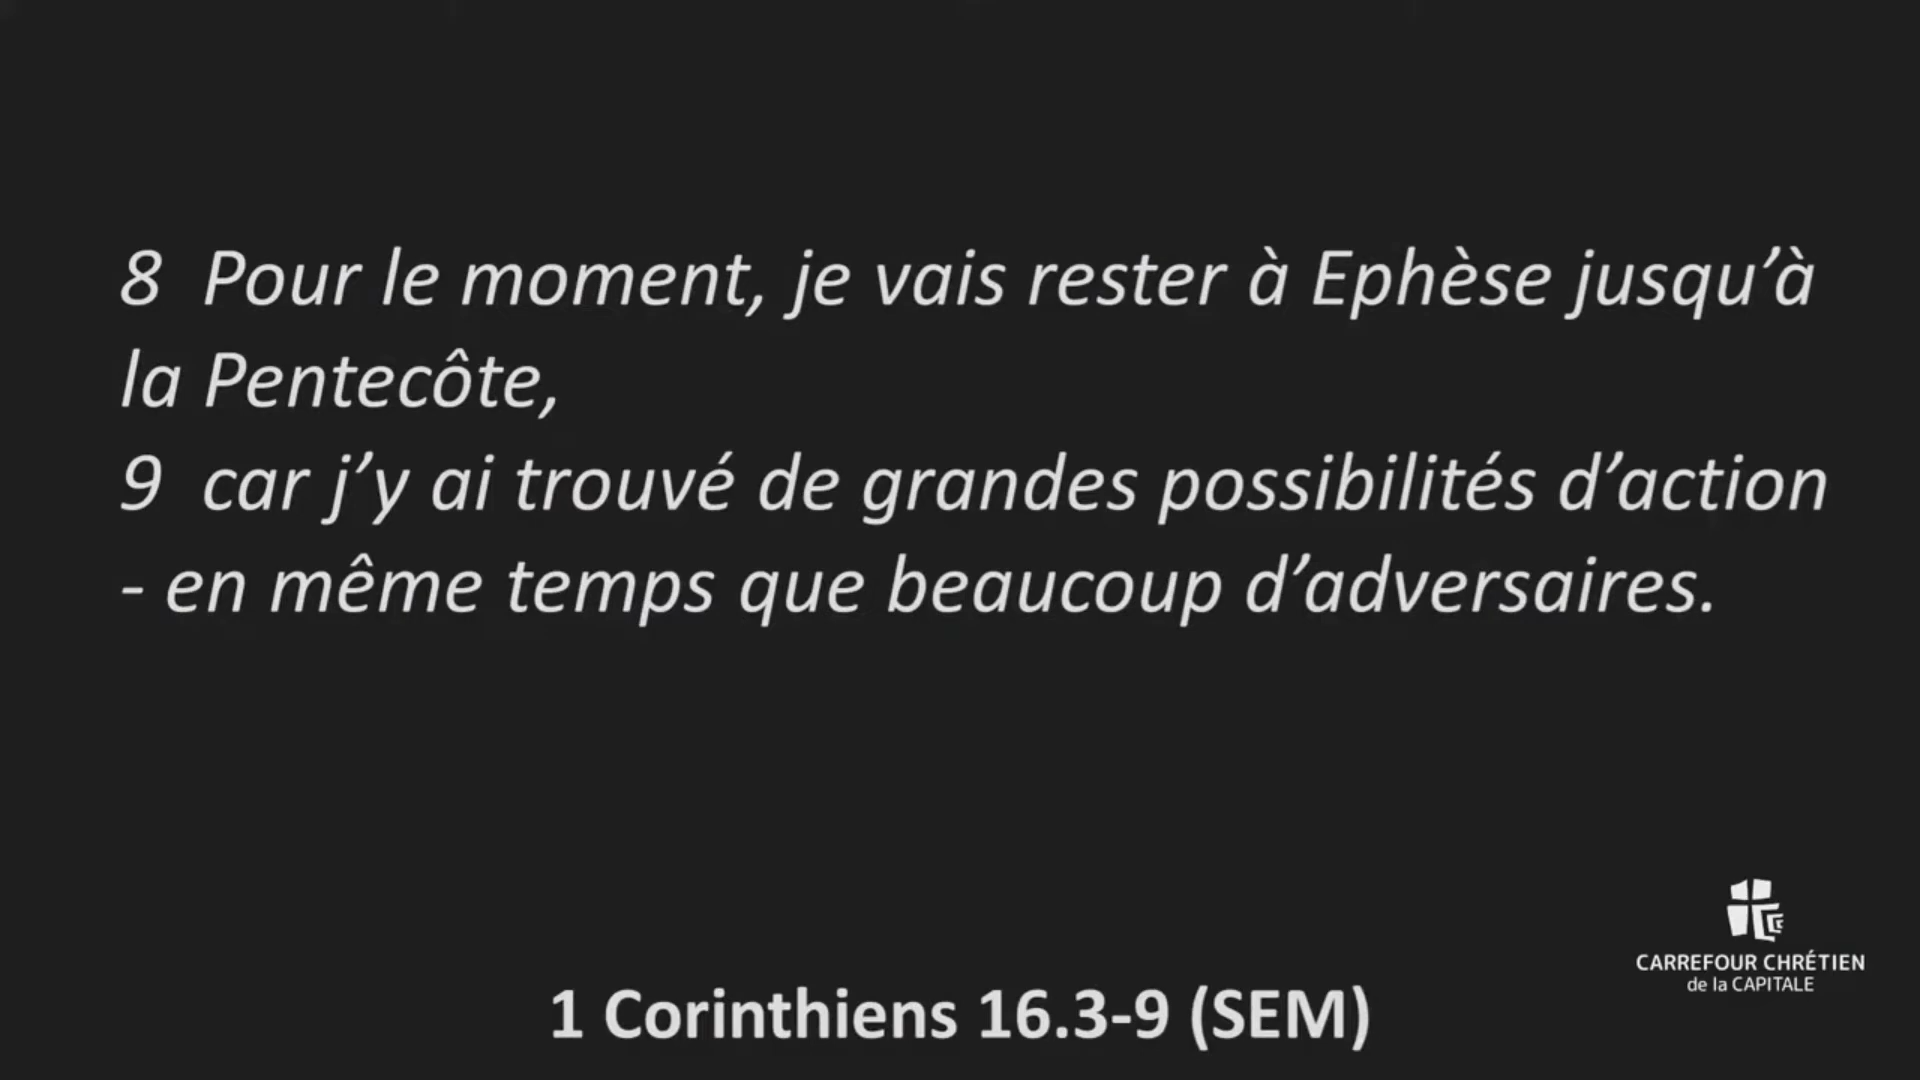 8  Pour le moment, je vais rester à Ephèse jusqu’à
la Pentecôte,
9  car j’y ai trouvé de grandes possibilités d’action
- en même temps que beaucoup d’adversaires.
CARREFOUR CHRÉTIEN
de la CAPITALE
1 Corinthiens 16.3-9 (SEM)